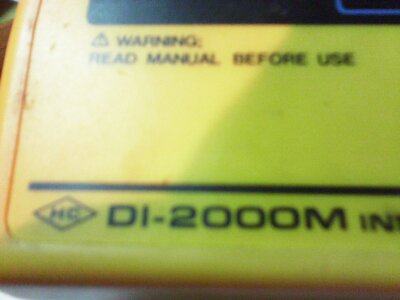 ⚠ WARNING:
READ MANUAL BEFORE USE
HC DI-2000M